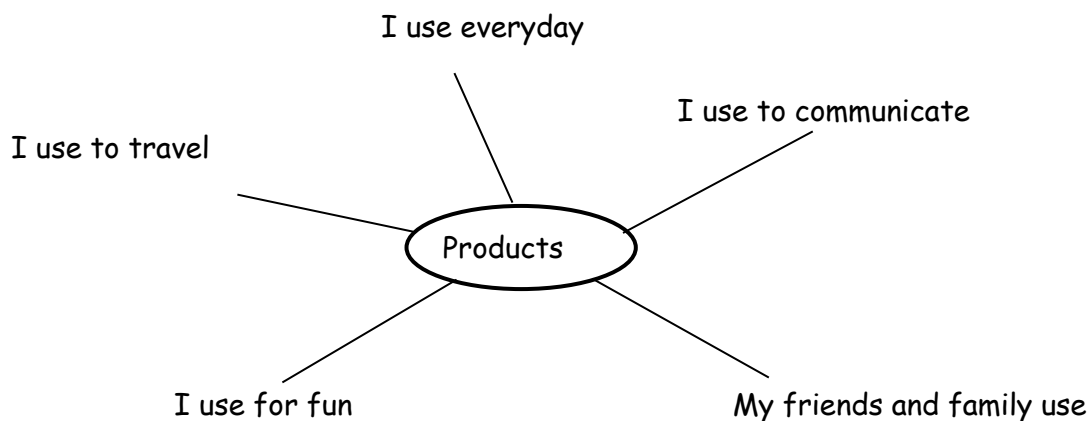 I use everyday
I use to communicate
I use to travel
Products
I use for fun
My friends and family use